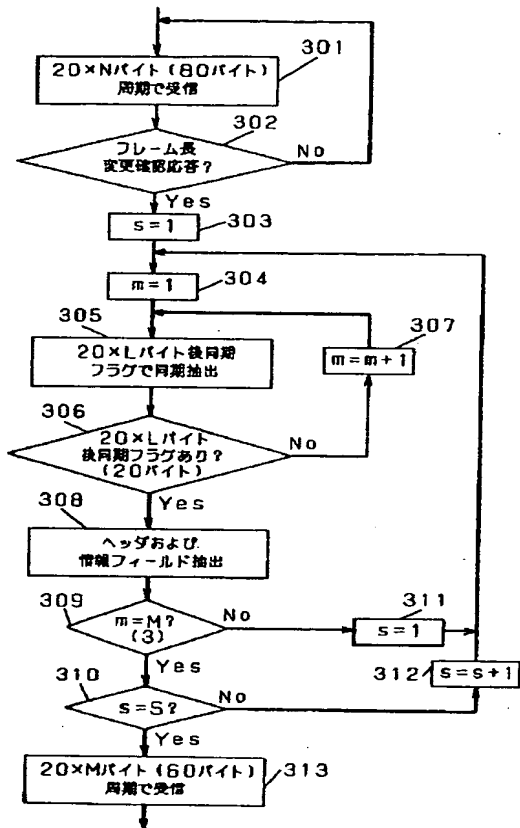 20×Nバイト(80バイト)
周期で受信
301
302
フレーム長
変更確認応答?
No
Yes
s=1
303
m=1
304
305
20×Lバイト後同期
フラグで同期抽出
307
m=m+1
306
20×Lバイト
後同期フラグあり?
(20バイト)
No
Yes
308
ヘッダおよび
情報フィールド抽出
309
m=M?
(3)
No
311
s=1
Yes
310
s=S?
No
312
s=s+1
Yes
20×Mバイト(60バイト)
周期で受信
313